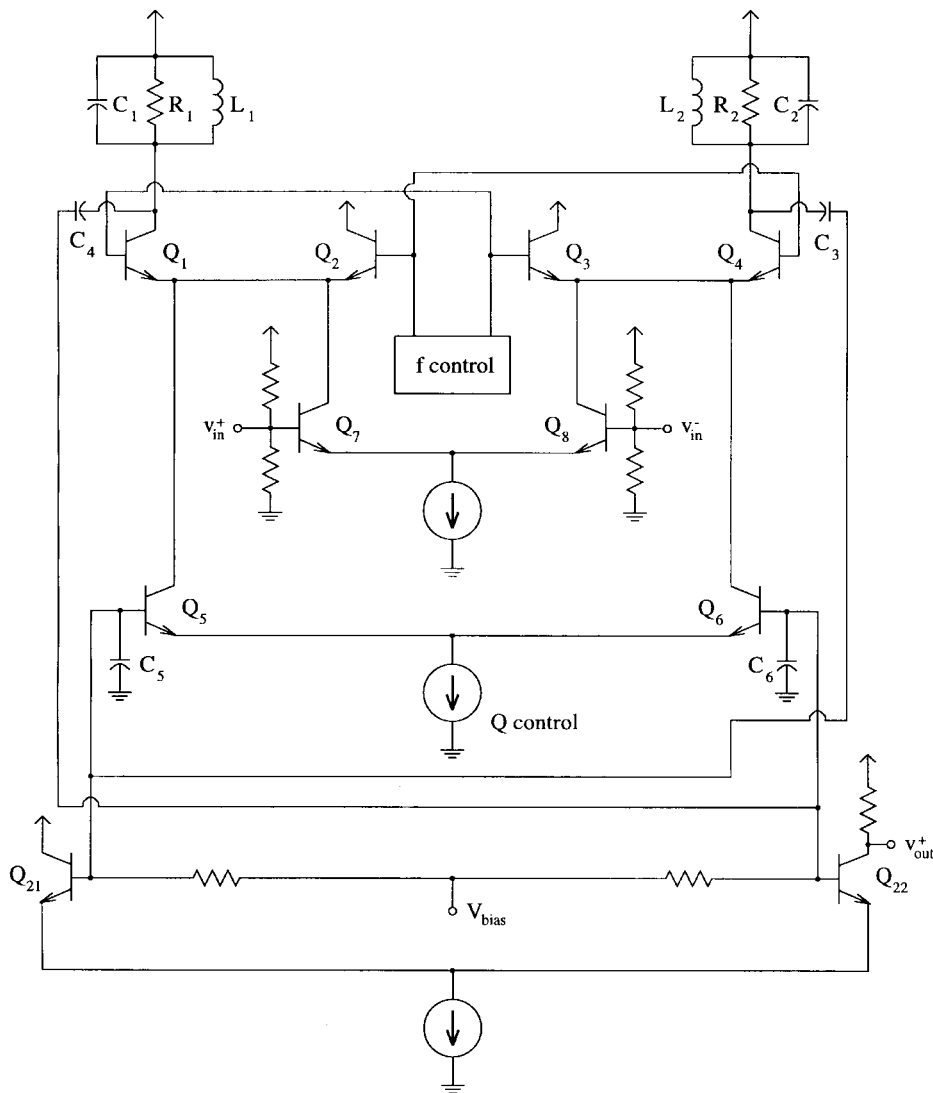 C1 R1 L1
L2 R2 C2
C4 Q1 Q2 Q3 Q4 C3
f control
v+in Q7 Q8 v-in
Q5 Q6
C5 C6
Q control
v+out
Q21 Q22
Vbias